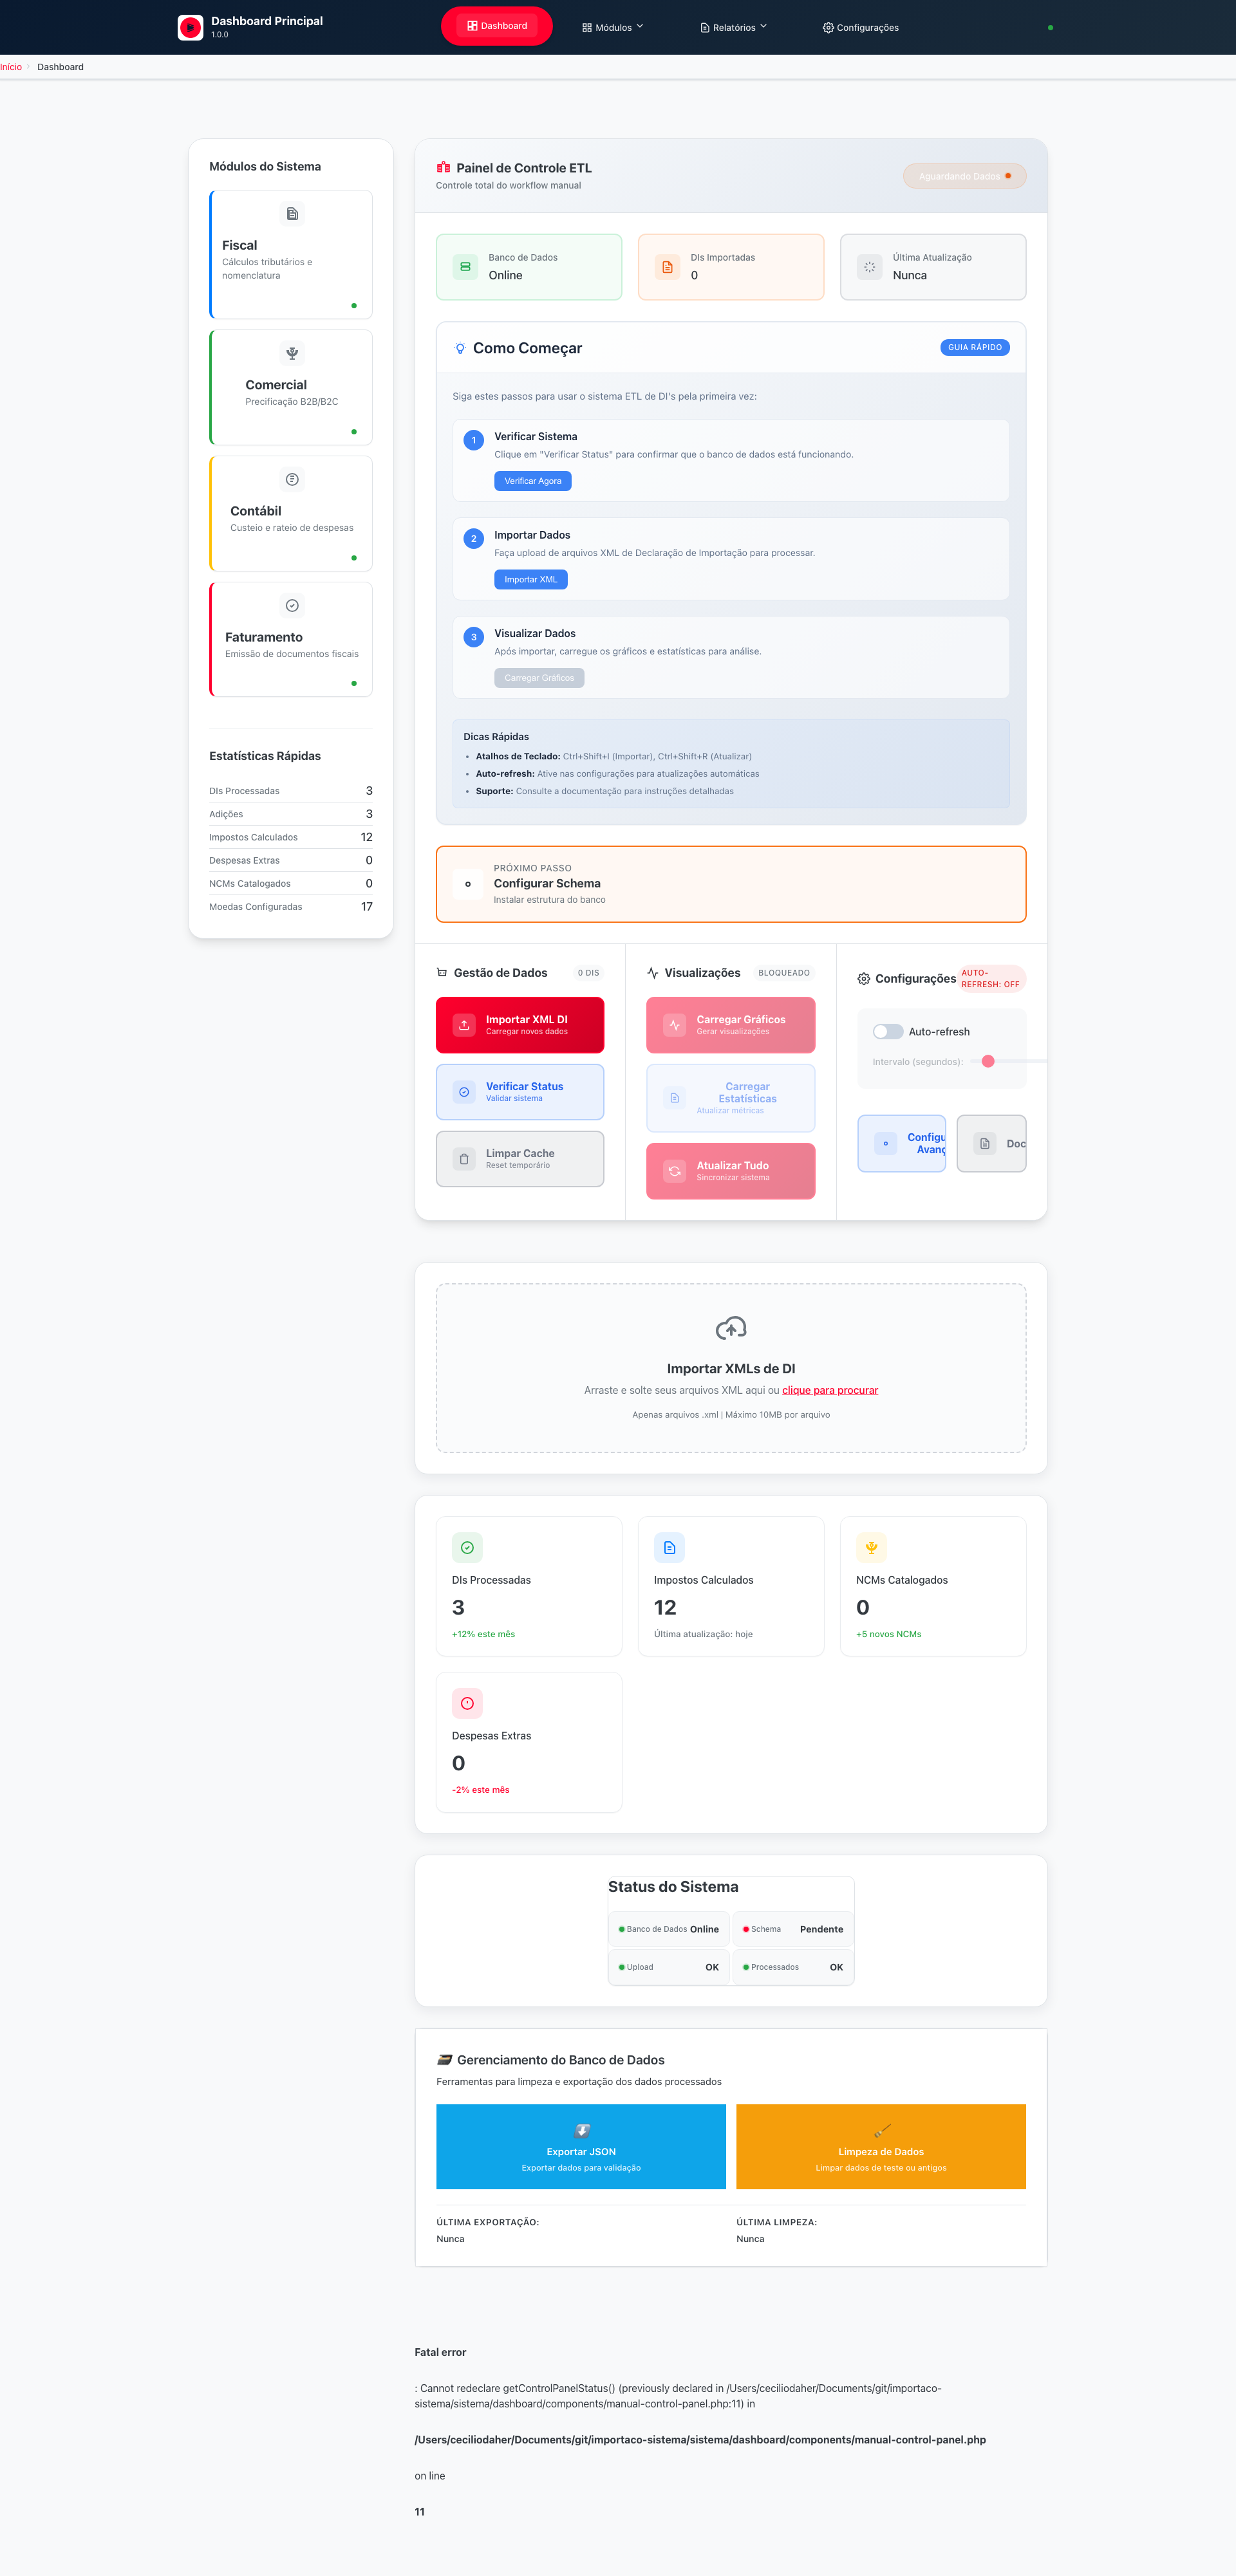 Dashboard Principal
1.0.0
Dashboard
Módulos
Relatórios
Configurações
Início
Dashboard
Módulos do Sistema
Fiscal
Cálculos tributários e
nomenclatura
Comercial
Precificação B2B/B2C
Contábil
Custeio e rateio de despesas
Faturamento
Emissão de documentos fiscais
Estatísticas Rápidas
DIs Processadas 3
Adições 3
Impostos Calculados 12
Despesas Extras 0
NCMs Catalogados 0
Moedas Configuradas 17
Painel de Controle ETL
Controle total do workflow manual
Aguardando Dados
Banco de Dados
Online
DIs Importadas
0
Última Atualização
Nunca
Como Começar
GUIA RÁPIDO
Siga estes passos para usar o sistema ETL de DI's pela primeira vez:
1
Verificar Sistema
Clique em "Verificar Status" para confirmar que o banco de dados está funcionando.
Verificar Agora
2
Importar Dados
Faça upload de arquivos XML de Declaração de Importação para processar.
Importar XML
3
Visualizar Dados
Após importar, carregue os gráficos e estatísticas para análise.
Carregar Gráficos
Dicas Rápidas
• Atalhos de Teclado: Ctrl+Shift+I (Importar), Ctrl+Shift+R (Atualizar)
• Auto-refresh: Ative nas configurações para atualizações automáticas
• Suporte: Consulte a documentação para instruções detalhadas
PRÓXIMO PASSO
Configurar Schema
Instalar estrutura do banco
Gestão de Dados
0 DIS
Importar XML DI
Carregar novos dados
Verificar Status
Validar sistema
Limpar Cache
Reset temporário
Visualizações
BLOQUEADO
Carregar Gráficos
Gerar visualizações
Carregar
Estatísticas
Atualizar métricas
Atualizar Tudo
Sincronizar sistema
Configurações
AUTO-
REFRESH: OFF
Auto-refresh
Intervalo (segundos):
Configu
Avanç
Doc
Importar XMLs de DI
Arraste e solte seus arquivos XML aqui ou clique para procurar
Apenas arquivos .xml | Máximo 10MB por arquivo
DIs Processadas
3
+12% este mês
Impostos Calculados
12
Última atualização: hoje
NCMs Catalogados
0
+5 novos NCMs
Despesas Extras
0
-2% este mês
Status do Sistema
Banco de Dados Online
Schema Pendente
Upload OK
Processados OK
Gerenciamento do Banco de Dados
Ferramentas para limpeza e exportação dos dados processados
Exportar JSON
Exportar dados para validação
Limpeza de Dados
Limpar dados de teste ou antigos
ÚLTIMA EXPORTAÇÃO:
Nunca
ÚLTIMA LIMPEZA:
Nunca
Fatal error
: Cannot redeclare getControlPanelStatus() (previously declared in /Users/ceciliodaher/Documents/git/importaco-
sistema/sistema/dashboard/components/manual-control-panel.php:11) in
/Users/ceciliodaher/Documents/git/importaco-sistema/sistema/dashboard/components/manual-control-panel.php
on line
11